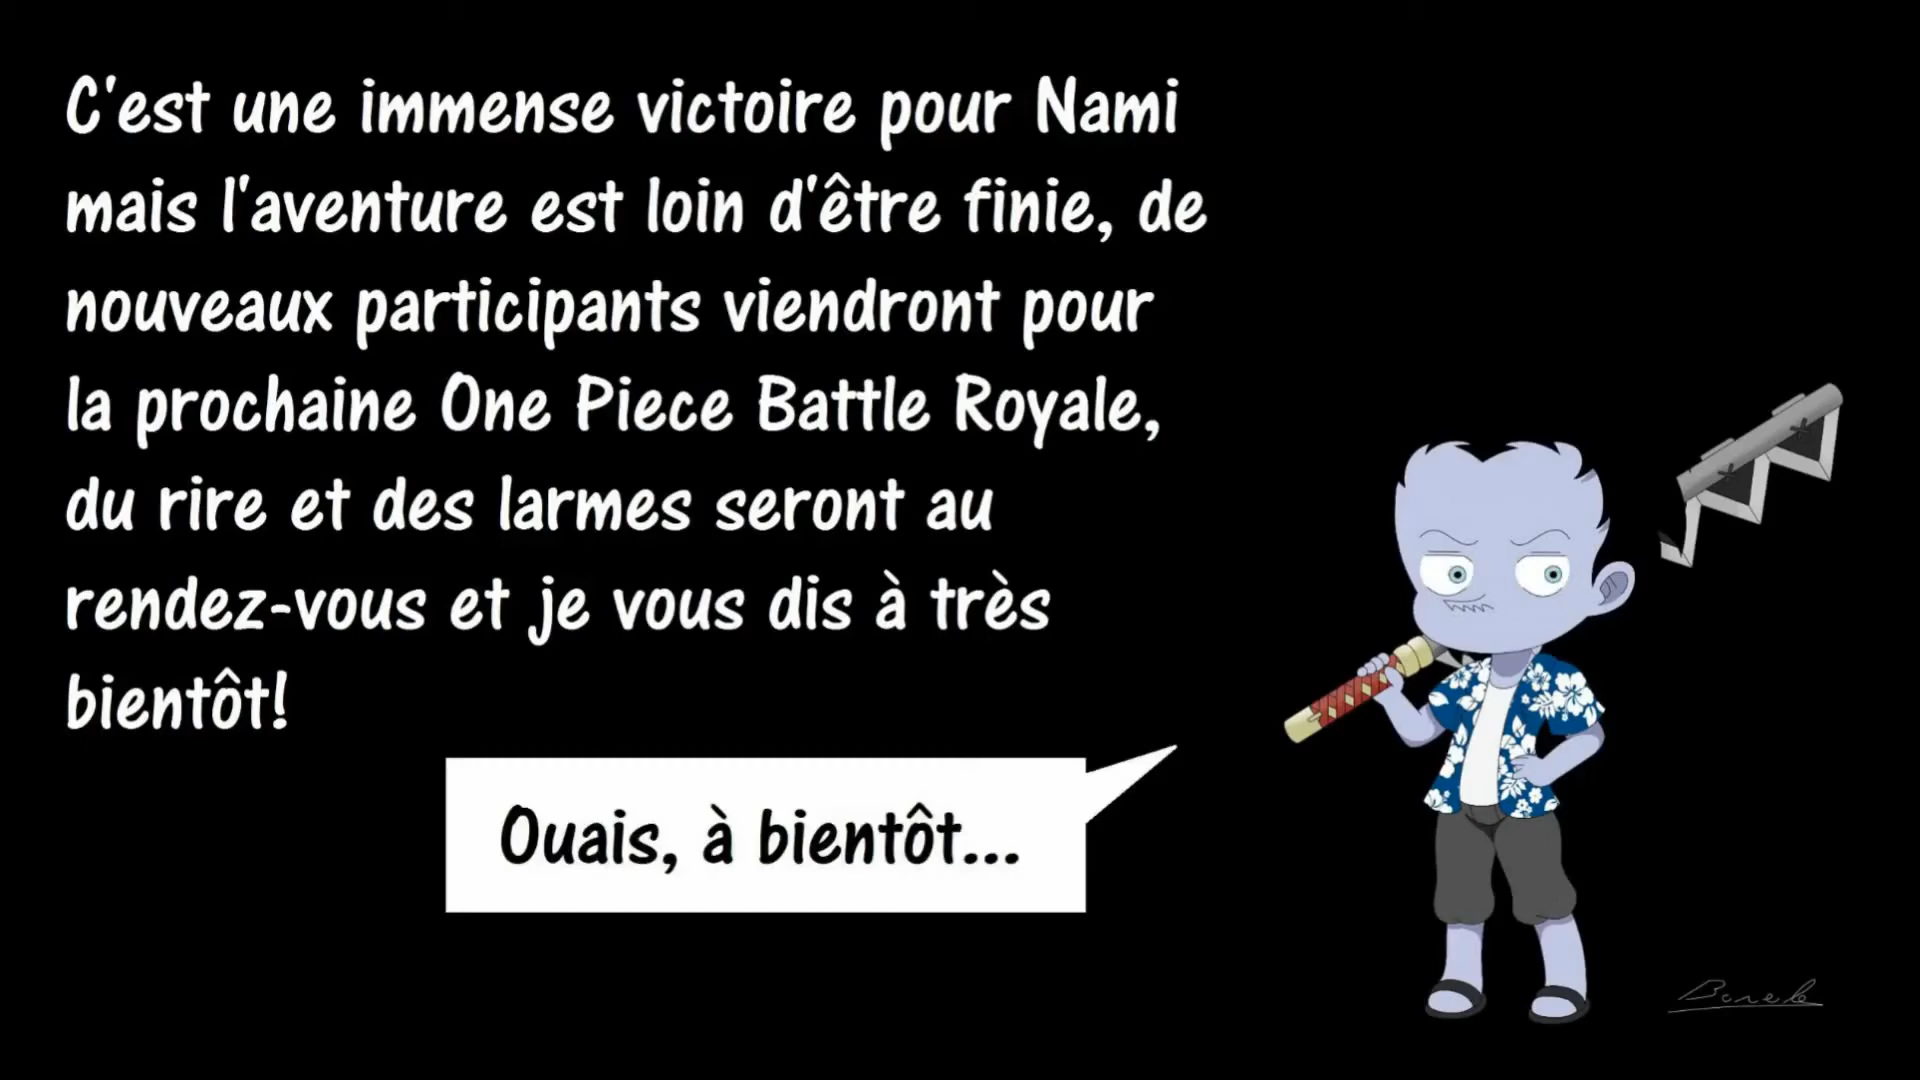 C'est une immense victoire pour Nami
mais l'aventure est loin d'être finie, de
nouveaux participants viendront pour
la prochaine One Piece Battle Royale,
du rire et des larmes seront au
rendez-vous et je vous dis à très
bientôt!
Ouais, à bientôt...